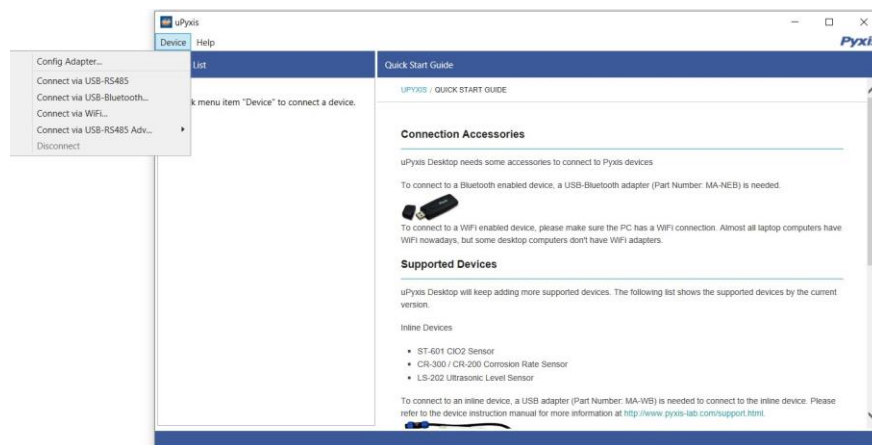 uPyxis
Device Help
Config Adapter...
Connect via USB-RS485
Connect via USB-Bluetooth...
Connect via WiFi...
Connect via USB-RS485 Adv...
Disconnect
List
k menu item "Device" to connect a device.
Quick Start Guide
UPYXIS / QUICK START GUIDE
Connection Accessories
uPyxis Desktop needs some accessories to connect to Pyxis devices
To connect to a Bluetooth enabled device, a USB-Bluetooth adapter (Part Number: MA-NEB) is needed.
To connect to a WiFi enabled device, please make sure the PC has a WiFi connection. Almost all laptop computers have
WiFi nowadays, but some desktop computers don't have WiFi adapters.
Supported Devices
uPyxis Desktop will keep adding more supported devices. The following list shows the supported devices by the current
version.
Inline Devices
• ST-601 ClO2 Sensor
• CR-300 / CR-200 Corrosion Rate Sensor
• LS-202 Ultrasonic Level Sensor
To connect to an inline device, a USB adapter (Part Number: MA-WB) is needed to connect to the inline device. Please
refer to the device instruction manual for more information at http://www.pyxis-lab.com/support.html.